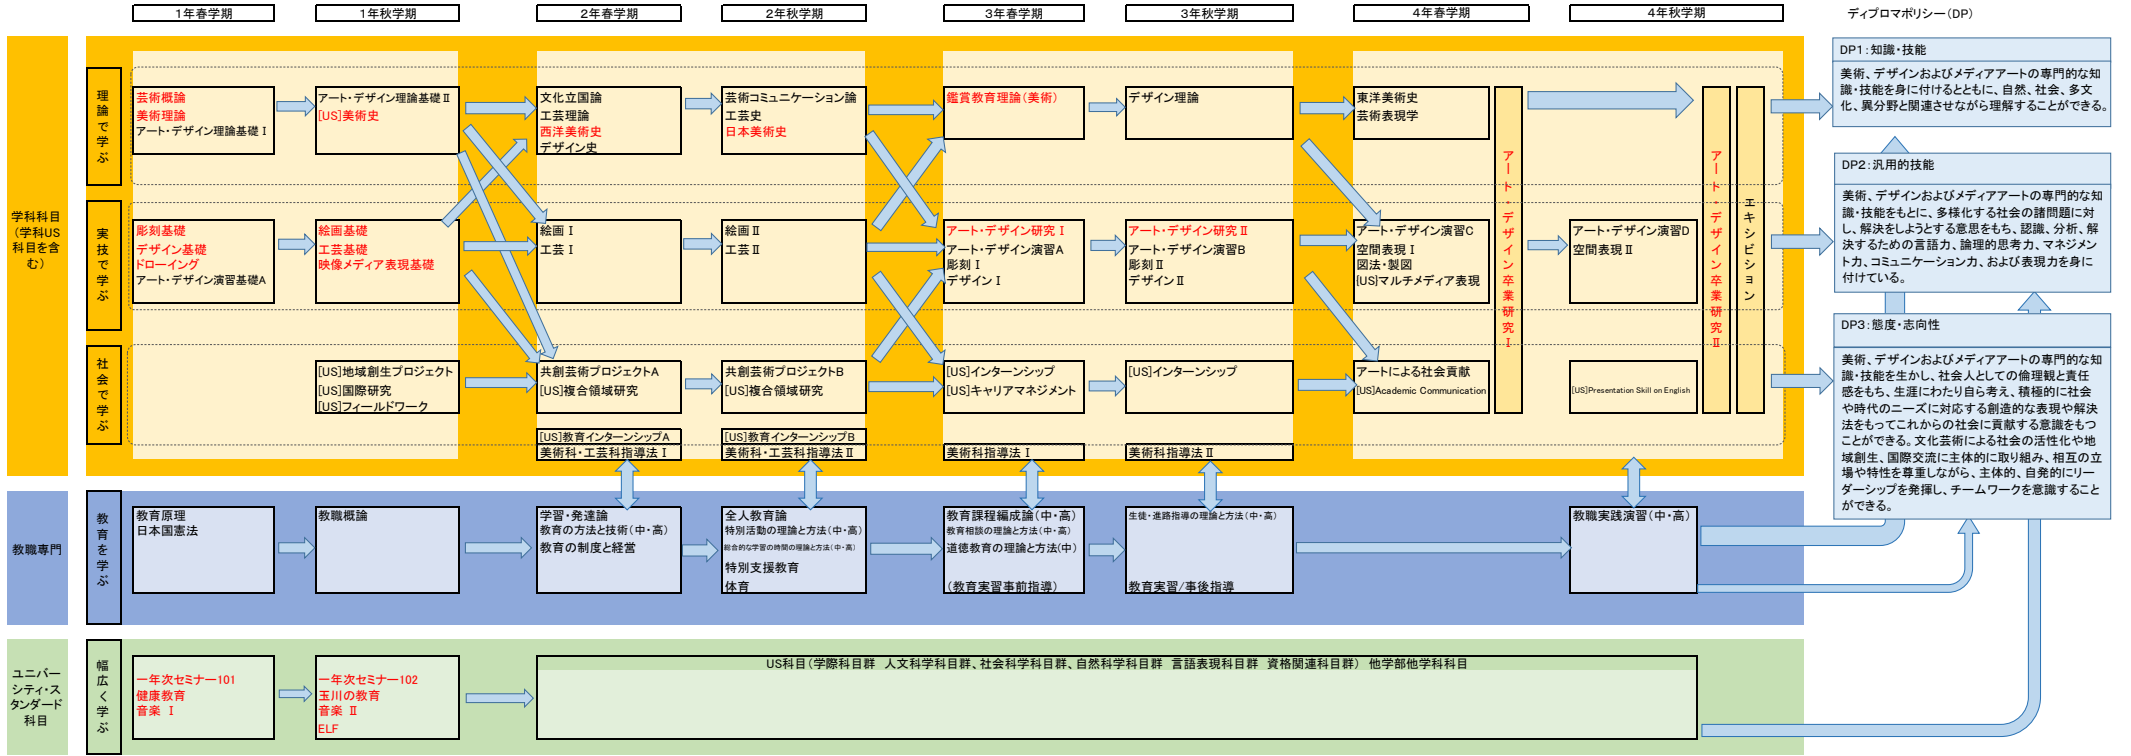 1年春学期
1年秋学期
2年春学期
2年秋学期
3年春学期
3年秋学期
4年春学期
4年秋学期
ディプロマポリシー(DP)
学科科目
(学科US
科目を含
む)
理論で学ぶ
芸術概論
美術理論
アート・デザイン理論基礎Ⅰ
アート・デザイン理論基礎Ⅱ
[US]美術史
文化立国論
工芸理論
西洋美術史
デザイン史
芸術コミュニケーション論
工芸史
日本美術史
鑑賞教育理論(美術)
デザイン理論
東洋美術史
芸術表現学
実技で学ぶ
彫刻基礎
デザイン基礎
ドローイング
アート・デザイン演習基礎A
絵画基礎
工芸基礎
映像メディア表現基礎
絵画Ⅰ
工芸Ⅰ
絵画Ⅱ
工芸Ⅱ
アート・デザイン研究Ⅰ
アート・デザイン演習A
彫刻Ⅰ
デザインⅠ
アート・デザイン研究Ⅱ
アート・デザイン演習B
彫刻Ⅱ
デザインⅡ
アート・デザイン演習C
空間表現Ⅰ
図法・製図
[US]マルチメディア表現
アート・デザイン演習D
空間表現Ⅱ
アート・デザイン卒業研究Ⅰ
アート・デザイン卒業研究Ⅱ
エキシビション
社会で学ぶ
[US]地域創生プロジェクト
[US]国際研究
[US]フィールドワーク
共創芸術プロジェクトA
[US]複合領域研究
共創芸術プロジェクトB
[US]複合領域研究
[US]インターンシップ
[US]キャリアマネジメント
[US]インターンシップ
アートによる社会貢献
[US]Academic Communication
[US]Presentation Skill on English
[US]教育インターンシップA
美術科・工芸科指導法Ⅰ
[US]教育インターンシップB
美術科・工芸科指導法Ⅱ
美術科指導法Ⅰ
美術科指導法Ⅱ
教職専門
教育を学ぶ
教育原理
日本国憲法
教職概論
学習・発達論
教育の方法と技術(中・高)
教育の制度と経営
全人教育論
特別活動の理論と方法(中・高)
総合的な学習の時間の理論と方法(中・高)
特別支援教育
体育
教育課程編成論(中・高)
教育相談の理論と方法(中・高)
道徳教育の理論と方法(中)
(教育実習事前指導)
生徒・進路指導の理論と方法(中・高)
教育実習/事後指導
教職実践演習(中・高)
ユニバー
シティ・ス
タンダード
科目
幅広く学ぶ
一年次セミナー101
健康教育
音楽 Ⅰ
一年次セミナー102
玉川の教育
音楽 Ⅱ
ELF
US科目(学際科目群 人文科学科目群、社会科学科目群、自然科学科目群 言語表現科目群 資格関連科目群) 他学部他学科科目
DP1:知識・技能
美術、デザインおよびメディアアートの専門的な知
識・技能を身に付けるとともに、自然、社会、多文
化、異分野と関連させながら理解することができる。
DP2:汎用的技能
美術、デザインおよびメディアアートの専門的な知
識・技能をもとに、多様化する社会の諸問題に対
し、解決をしようとする意思をもち、認識、分析、解
決するための言語力、論理的思考力、マネジメン
ト力、コミュニケーション力、および表現力を身に
付けている。
DP3:態度・志向性
美術、デザインおよびメディアアートの専門的な知
識・技能を生かし、社会人としての倫理観と責任
感をもち、生涯にわたり自ら考え、積極的に社会
や時代のニーズに対応する創造的な表現や解決
法をもってこれからの社会に貢献する意識をもつ
ことができる。文化芸術による社会の活性化や地
域創生、国際交流に主体的に取り組み、相互の立
場や特性を尊重しながら、主体的、自発的にリー
ダーシップを発揮し、チームワークを意識すること
ができる。